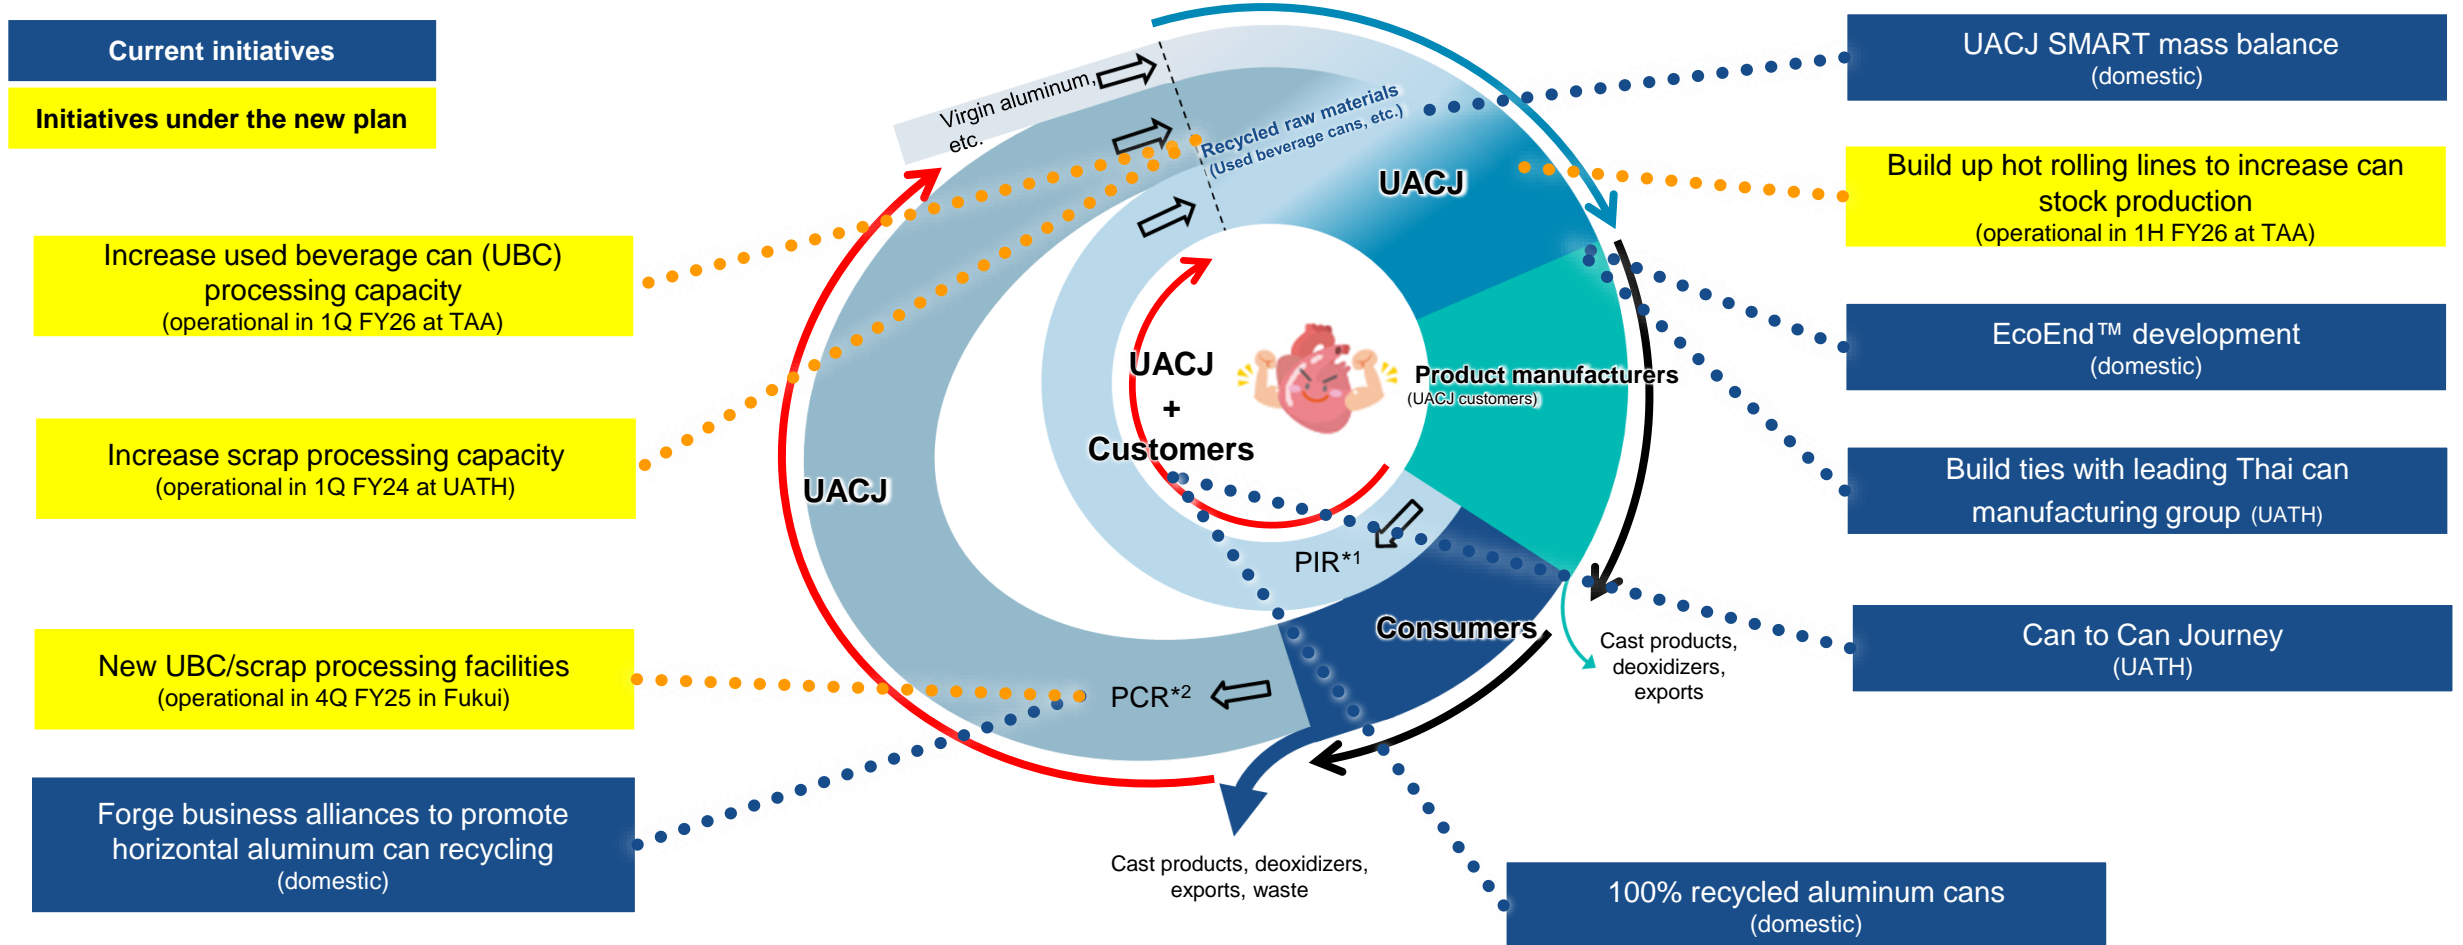 Current initiatives
Initiatives under the new plan
Increase used beverage can (UBC)
processing capacity
(operational in 1Q FY26 at TAA)
Increase scrap processing capacity
(operational in 1Q FY24 at UATH)
New UBC/scrap processing facilities
(operational in 4Q FY25 in Fukui)
Forge business alliances to promote
horizontal aluminum can recycling
(domestic)
Virgin aluminum,
etc.
Recycled raw materials
(Used beverage cans, etc.)
UACJ
UACJ
+
Customers
Product manufacturers
(UACJ customers)
UACJ
PIR*1
Consumers
PCR*2
Cast products,
deoxidizers,
exports
Cast products, deoxidizers,
exports, waste
UACJ SMART mass balance
(domestic)
Build up hot rolling lines to increase can
stock production
(operational in 1H FY26 at TAA)
EcoEnd™ development
(domestic)
Build ties with leading Thai can
manufacturing group (UATH)
Can to Can Journey
(UATH)
100% recycled aluminum cans
(domestic)